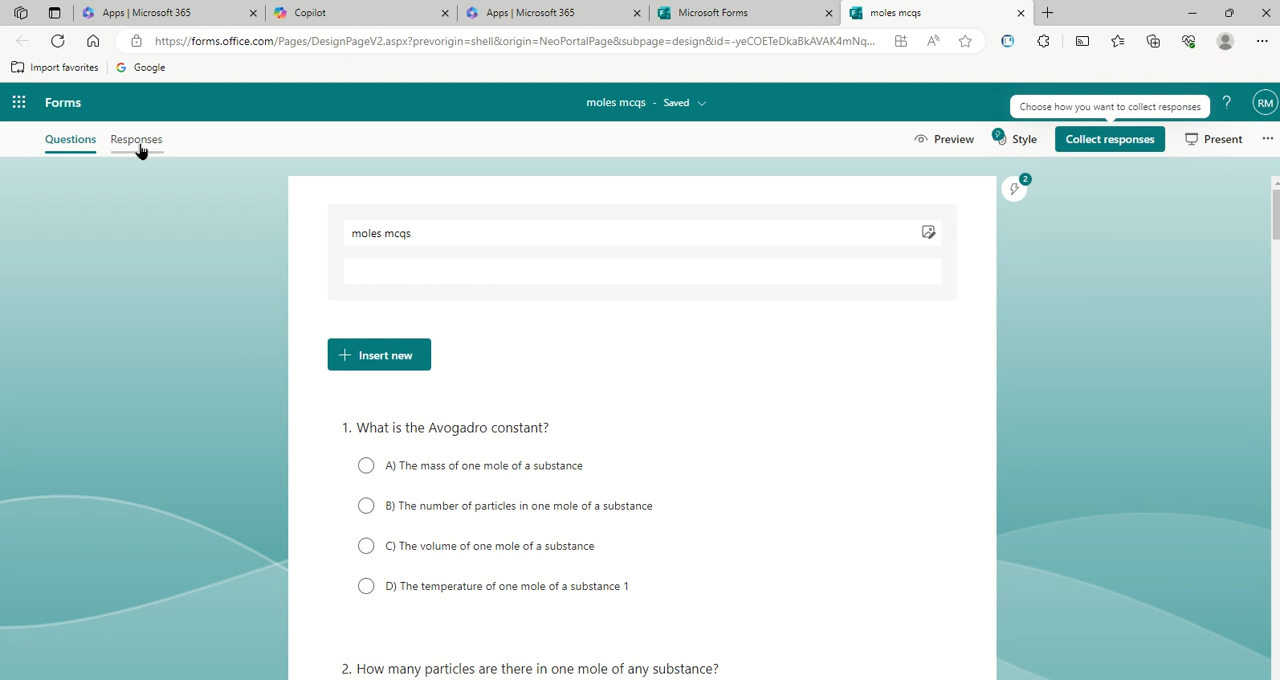 Apps | Microsoft 365
Copilot
Apps | Microsoft 365
Microsoft Forms
moles mcqs
https://forms.office.com/Pages/DesignPageV2.aspx?prevorigin=shell&origin=NeoPortalPage&subpage=design&id=-yeCOETeDkaBkAVAK4mNq...
Import favorites
Google
Forms
moles mcqs - Saved
Choose how you want to collect responses
?
RM
Questions
Responses
Preview
Style
Collect responses
Present
2
moles mcqs
+ Insert new
1. What is the Avogadro constant?
A) The mass of one mole of a substance
B) The number of particles in one mole of a substance
C) The volume of one mole of a substance
D) The temperature of one mole of a substance 1
2. How many particles are there in one mole of any substance?